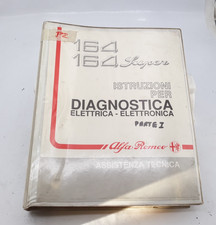 164
164 Super
ISTRUZIONI
PER
DIAGNOSTICA
ELETTRICA - ELETTRONICA
PARTE I
Alfa Romeo
ASSISTENZA TECNICA